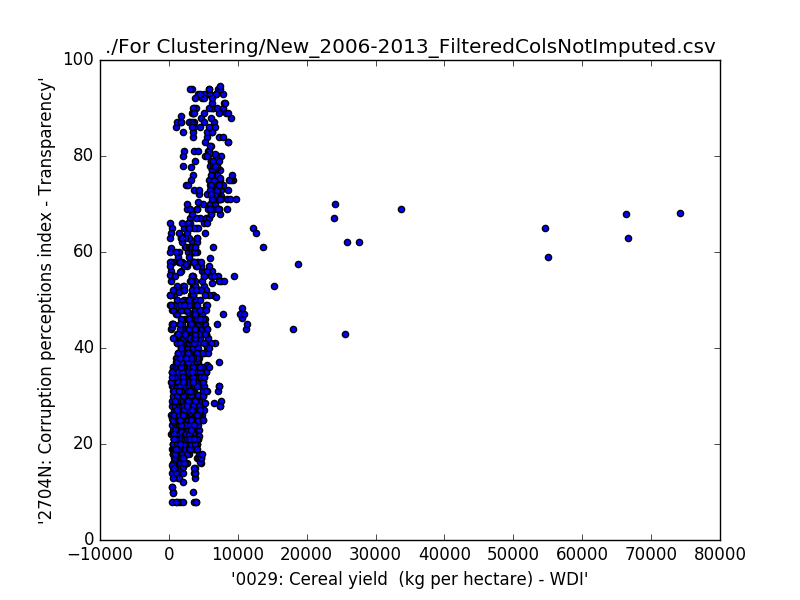 ./For Clustering/New_2006-2013_FilteredColsNotImputed.csv
100
80
60
40
20
0
'2704N: Corruption perceptions index - Transparency'
−10000 0 10000 20000 30000 40000 50000 60000 70000 80000
'0029: Cereal yield  (kg per hectare) - WDI'